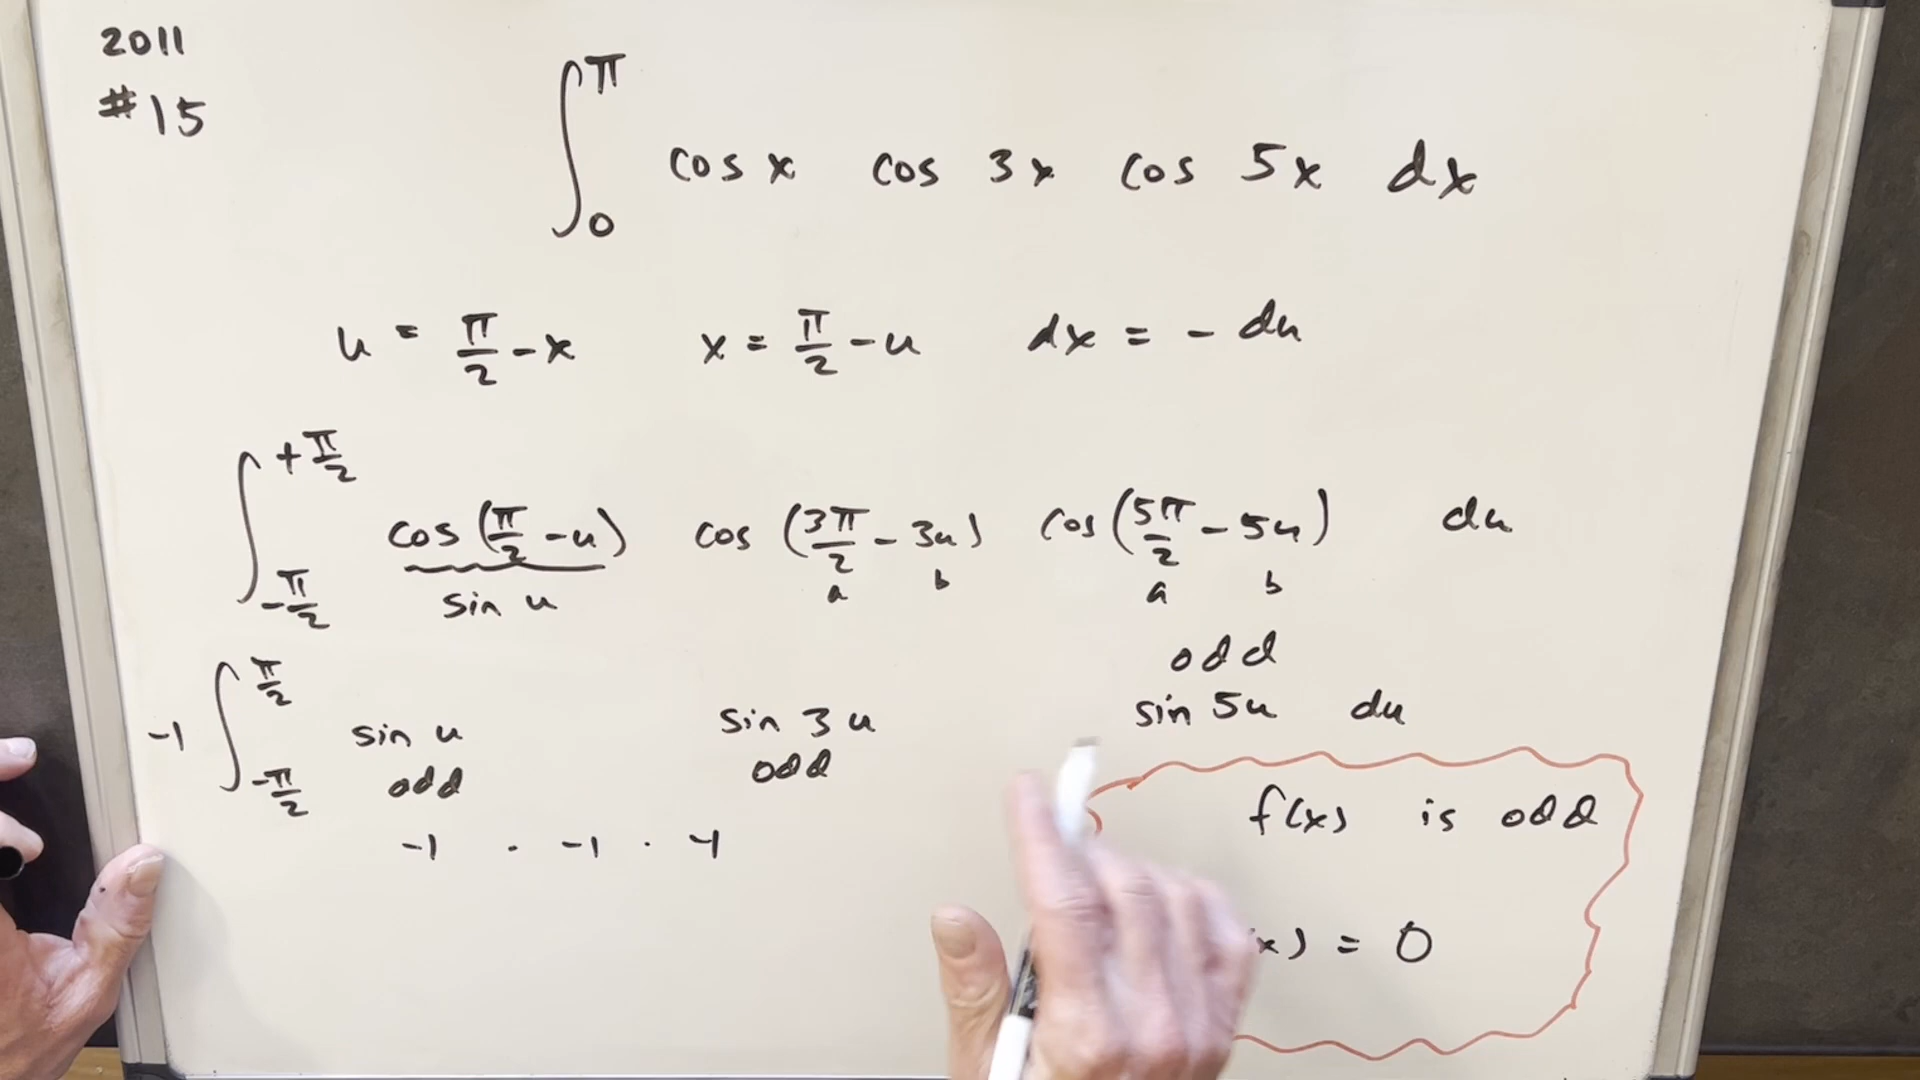 2011
#15
∫₀^π cos x cos 3x cos 5x dx
u = π/2 - x x = π/2 - u dx = - du
∫_{-π/2}^{+π/2} cos(π/2 - u) cos(3π/2 - 3u) cos(5π/2 - 5u) du
sin u a b a b
-1 ∫_{-π/2}^{π/2} sin u sin 3u sin 5u du
odd odd odd
-1 · -1 · -1
f(x) is odd
x) = 0